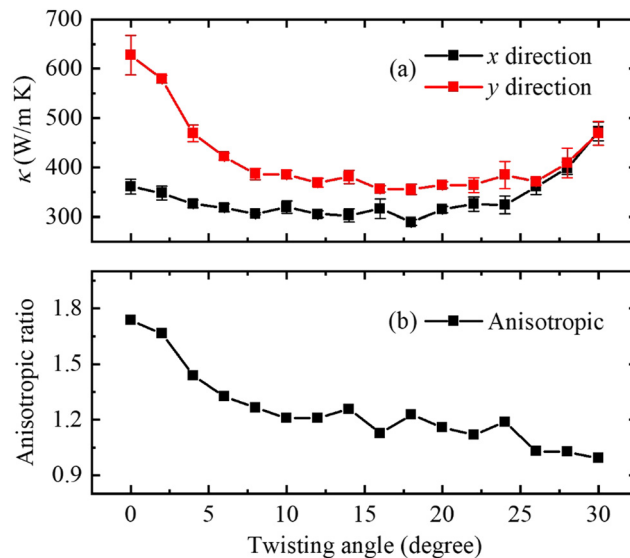 700
600
500
400
300
κ (W/m K)
(a)
x direction
y direction
1.8
1.5
1.2
0.9
Anisotropic ratio
(b)
Anisotropic
0 5 10 15 20 25 30
Twisting angle (degree)